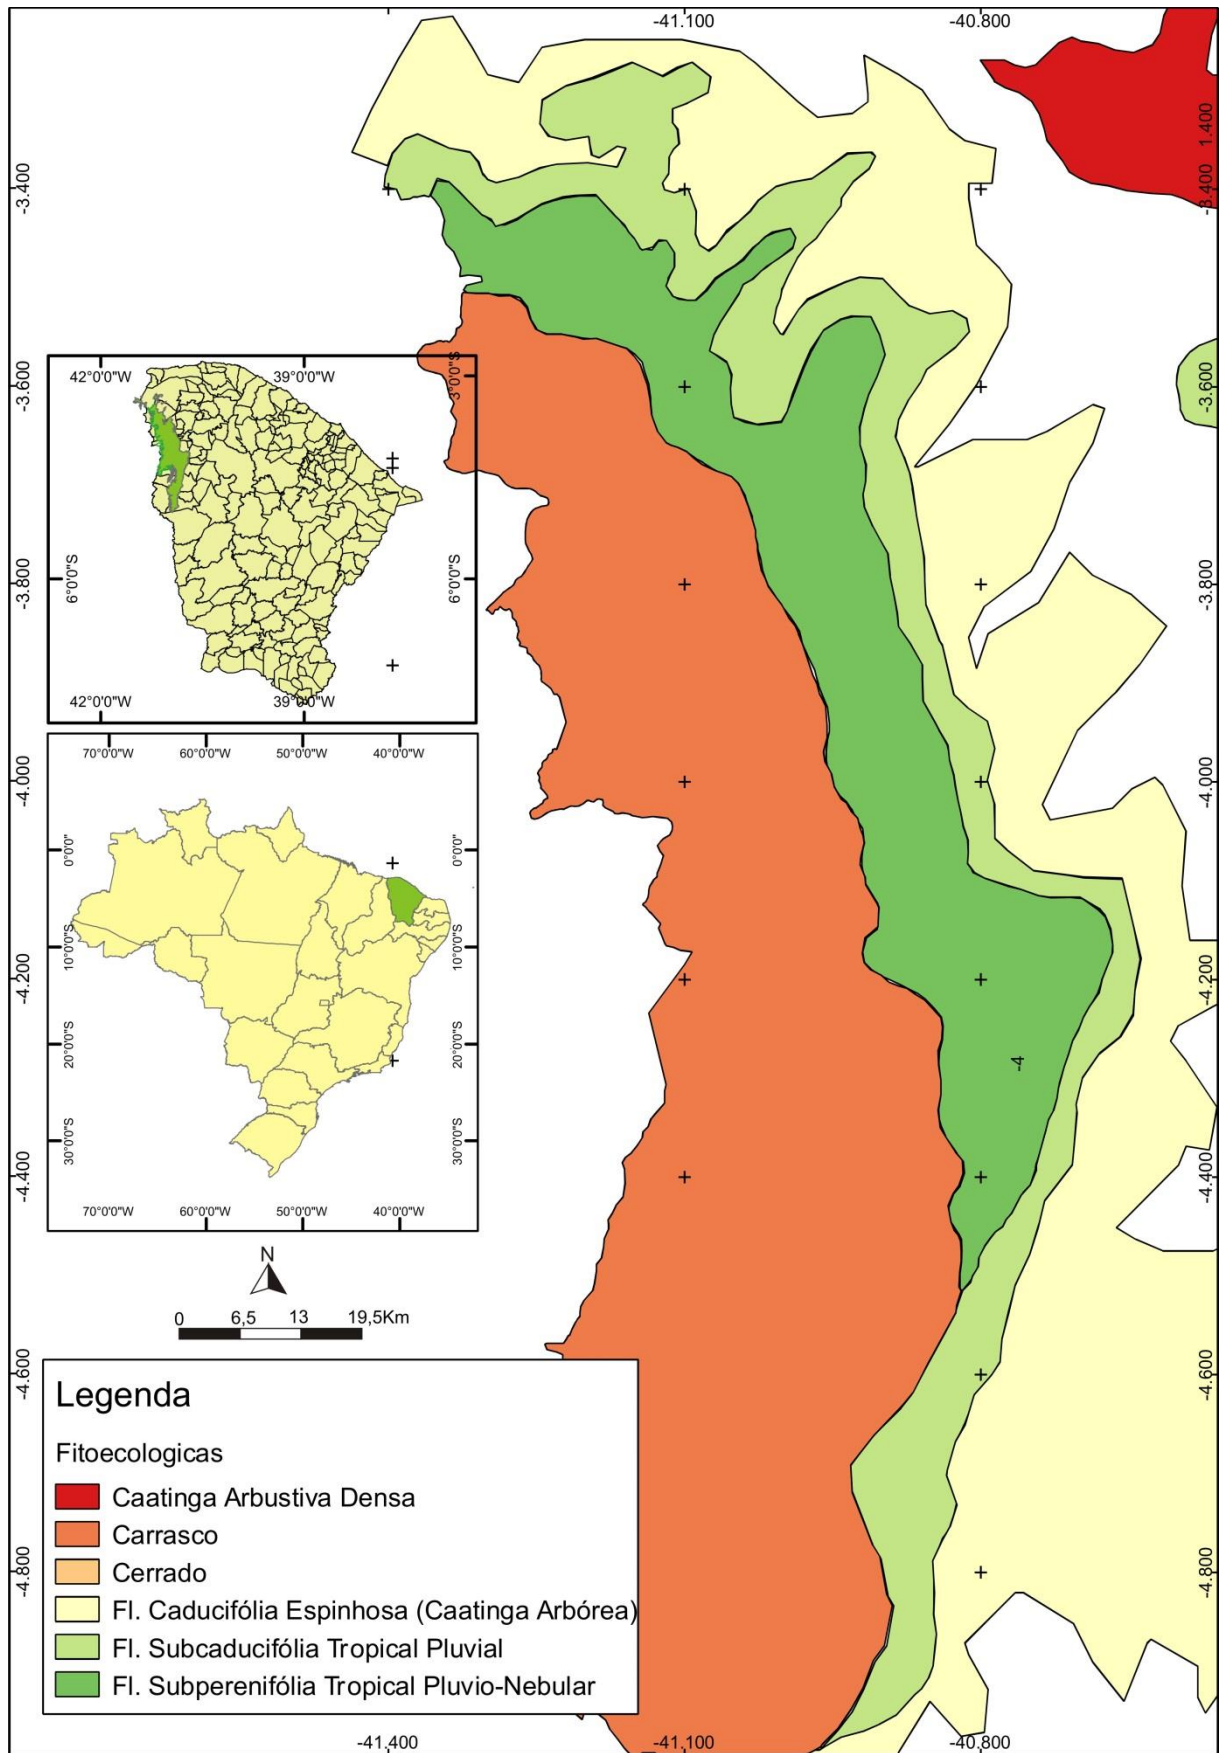 -41.100 -40.800
1.400
-3.400 -3.400
42°0'0"W 39°0'0"W
3°0'0"S
-3.600 -3.600
6°0'0"S 6°0'0"S
-3.800 -3.800
42°0'0"W 39°0'0"W
70°0'0"W 60°0'0"W 50°0'0"W 40°0'0"W
-4.000 -4.000
0°0'0" 0°0'0"
10°0'0"S 10°0'0"S
-4.200 -4.200
20°0'0"S 20°0'0"S
-4
30°0'0"S 30°0'0"S
-4.400 -4.400
70°0'0"W 60°0'0"W 50°0'0"W 40°0'0"W
N
0 6,5 13 19,5Km
-4.600 -4.600
Legenda
Fitoecologicas
Caatinga Arbustiva Densa
Carrasco
Cerrado
-4.800 -4.800
Fl. Caducifólia Espinhosa (Caatinga Arbórea)
Fl. Subcaducifólia Tropical Pluvial
Fl. Subperenifólia Tropical Pluvio-Nebular
-41.400 -41.100 -40.800